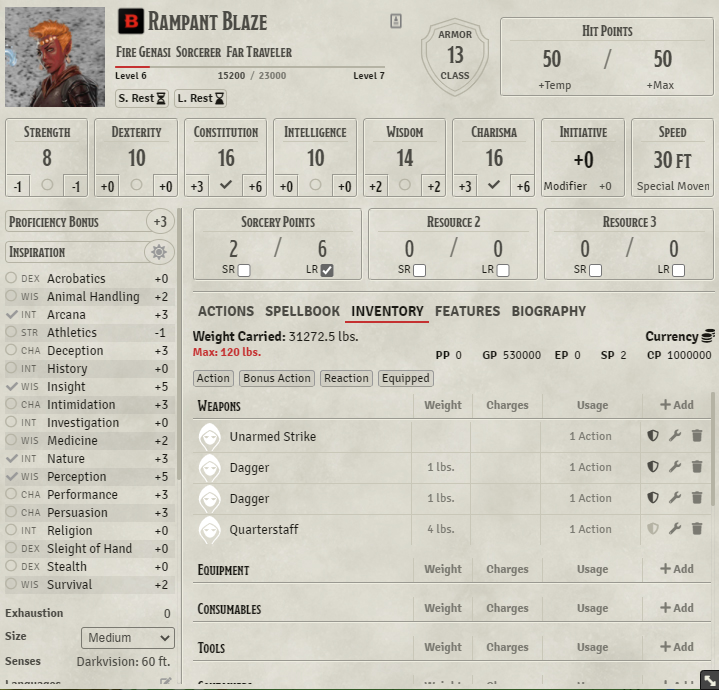 B Rampant Blaze
Fire Genasi Sorcerer Far Traveler
Level 6 15200 / 23000 Level 7
S. Rest L. Rest
Armor 13 Class
Hit Points
50 / 50
+Temp +Max
Strength Dexterity Constitution Intelligence Wisdom Charisma Initiative Speed
8 10 16 10 14 16 +0 30 ft
-1 -1 +0 +0 +3 +6 +0 +0 +2 +2 +3 +6 Modifier +0 Special Movem
Proficiency Bonus +3
Inspiration
DEX Acrobatics +0
WIS Animal Handling +2
INT Arcana +3
STR Athletics -1
CHA Deception +3
INT History +0
WIS Insight +5
CHA Intimidation +3
INT Investigation +0
WIS Medicine +2
INT Nature +3
WIS Perception +5
CHA Performance +3
CHA Persuasion +3
INT Religion +0
DEX Sleight of Hand +0
DEX Stealth +0
WIS Survival +2
Exhaustion 0
Size Medium
Senses Darkvision: 60 ft.
Sorcery Points Resource 2 Resource 3
2 / 6 0 / 0 0 / 0
SR LR SR LR SR LR
ACTIONS SPELLBOOK INVENTORY FEATURES BIOGRAPHY
Weight Carried: 31272.5 lbs. Currency
Max: 120 lbs. PP 0 GP 530000 EP 0 SP 2 CP 1000000
Action Bonus Action Reaction Equipped
Weapons Weight Charges Usage +Add
Unarmed Strike 1 Action
Dagger 1 lbs. 1 Action
Dagger 1 lbs. 1 Action
Quarterstaff 4 lbs. 1 Action
Equipment Weight Charges Usage +Add
Consumables Weight Charges Usage +Add
Tools Weight Charges Usage +Add